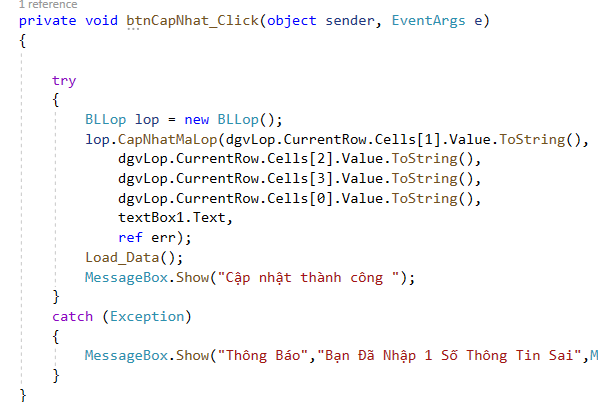 1 reference
private void btnCapNhat_Click(object sender, EventArgs e)
{
try
{
BLLop lop = new BLLop();
lop.CapNhatMaLop(dgvLop.CurrentRow.Cells[1].Value.ToString(),
dgvLop.CurrentRow.Cells[2].Value.ToString(),
dgvLop.CurrentRow.Cells[3].Value.ToString(),
dgvLop.CurrentRow.Cells[0].Value.ToString(),
textBox1.Text,
ref err);
Load_Data();
MessageBox.Show("Cập nhật thành công ");
}
catch (Exception)
{
MessageBox.Show("Thông Báo","Bạn Đã Nhập 1 Số Thông Tin Sai",M
}
}